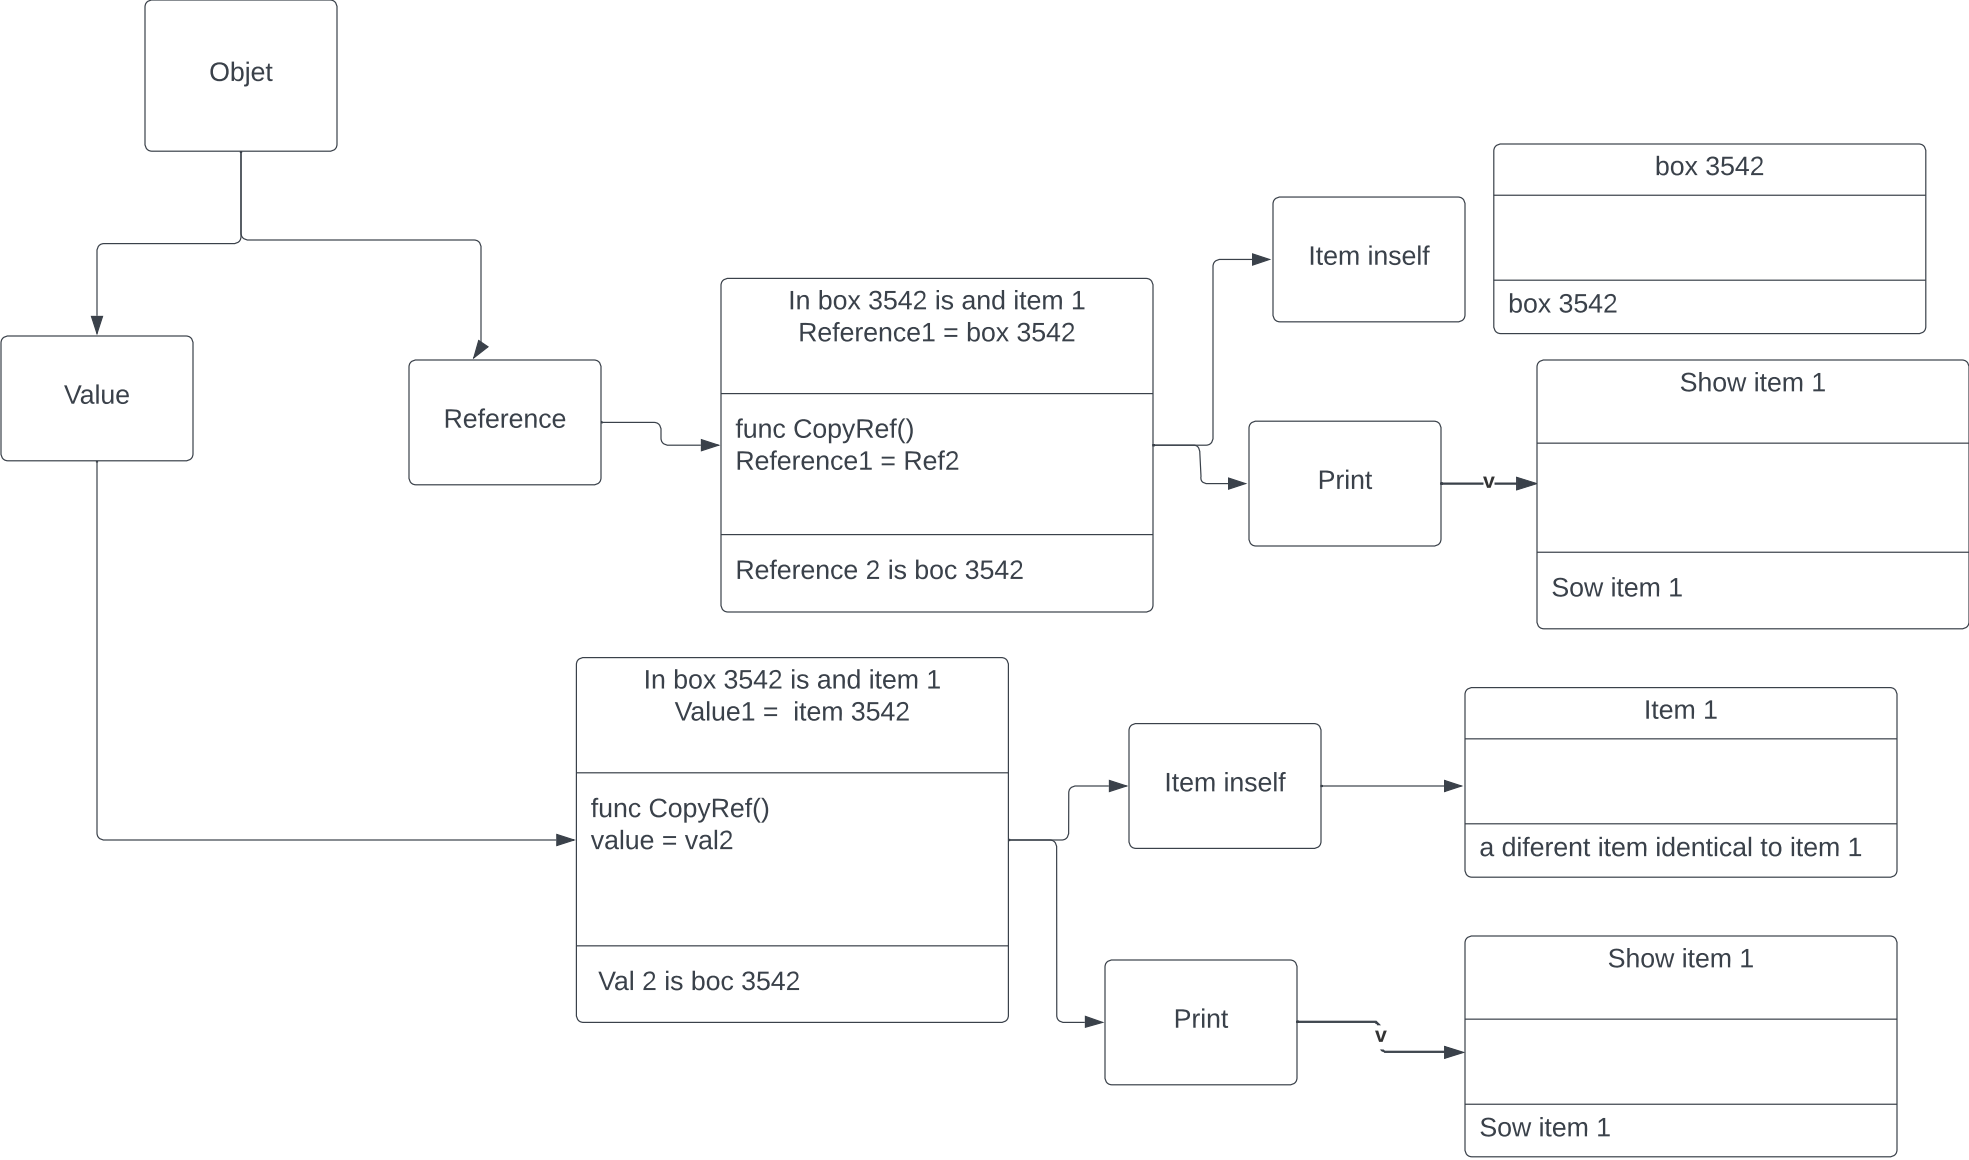 Objet
Value
Reference
In box 3542 is and item 1
Reference1 = box 3542
func CopyRef()
Reference1 = Ref2
Reference 2 is boc 3542
Item inself
box 3542
box 3542
Print
v
Show item 1
Sow item 1
In box 3542 is and item 1
Value1 =  item 3542
func CopyRef()
value = val2
Val 2 is boc 3542
Item inself
Item 1
a diferent item identical to item 1
Print
v
Show item 1
Sow item 1